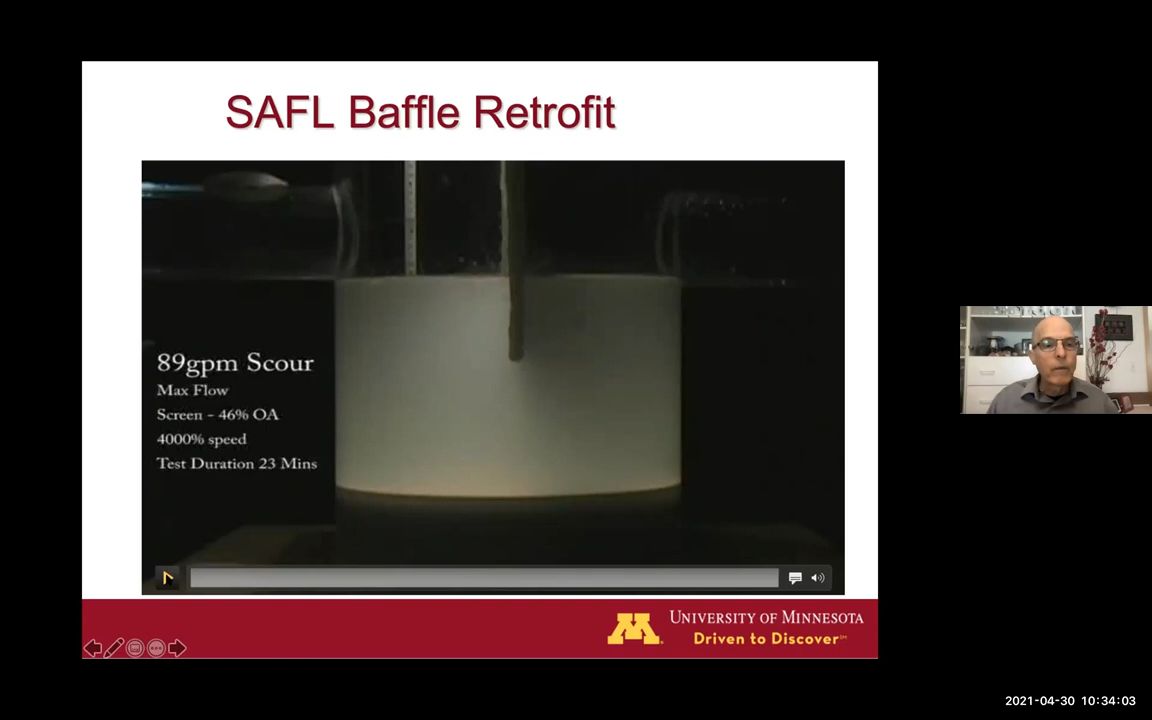 SAFL Baffle Retrofit
89gpm Scour
Max Flow
Screen - 46% OA
4000% speed
Test Duration 23 Mins
UNIVERSITY OF MINNESOTA
Driven to Discover℠
2021-04-30 10:34:03